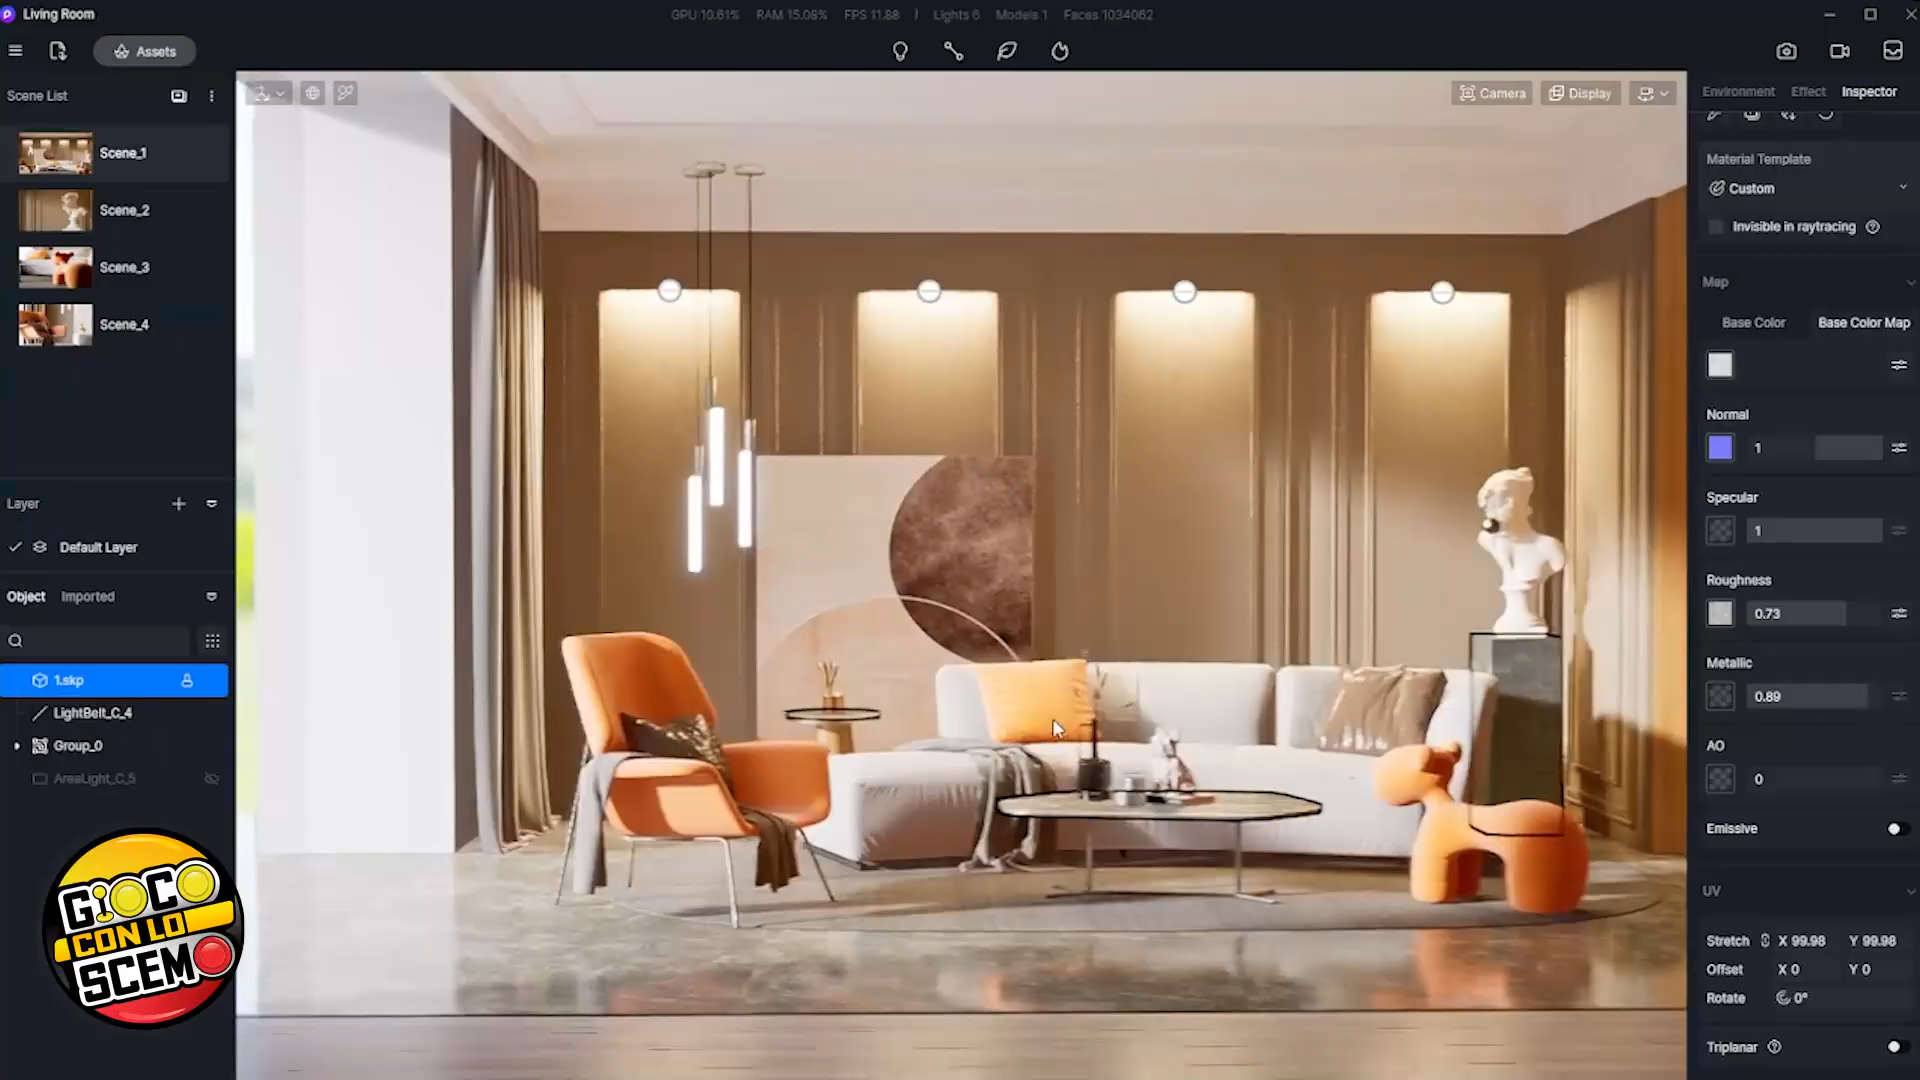 Living Room
GPU 10.61% RAM 15.08% FPS 11.88 | Lights 6 Models 1 Faces 1034062
Assets
Scene List
Scene_1
Scene_2
Scene_3
Scene_4
Layer
Default Layer
Object Imported
1.skp
LightBelt_C_4
Group_0
AreaLight_C_5
GIOCO
CON LO
SCEMO
Camera
Display
Environment Effect Inspector
Material Template
Custom
Invisible in raytracing
Map
Base Color Base Color Map
Normal
1
Specular
1
Roughness
0.73
Metallic
0.89
AO
0
Emissive
UV
Stretch X 99.98 Y 99.98
Offset X 0 Y 0
Rotate 0°
Triplanar